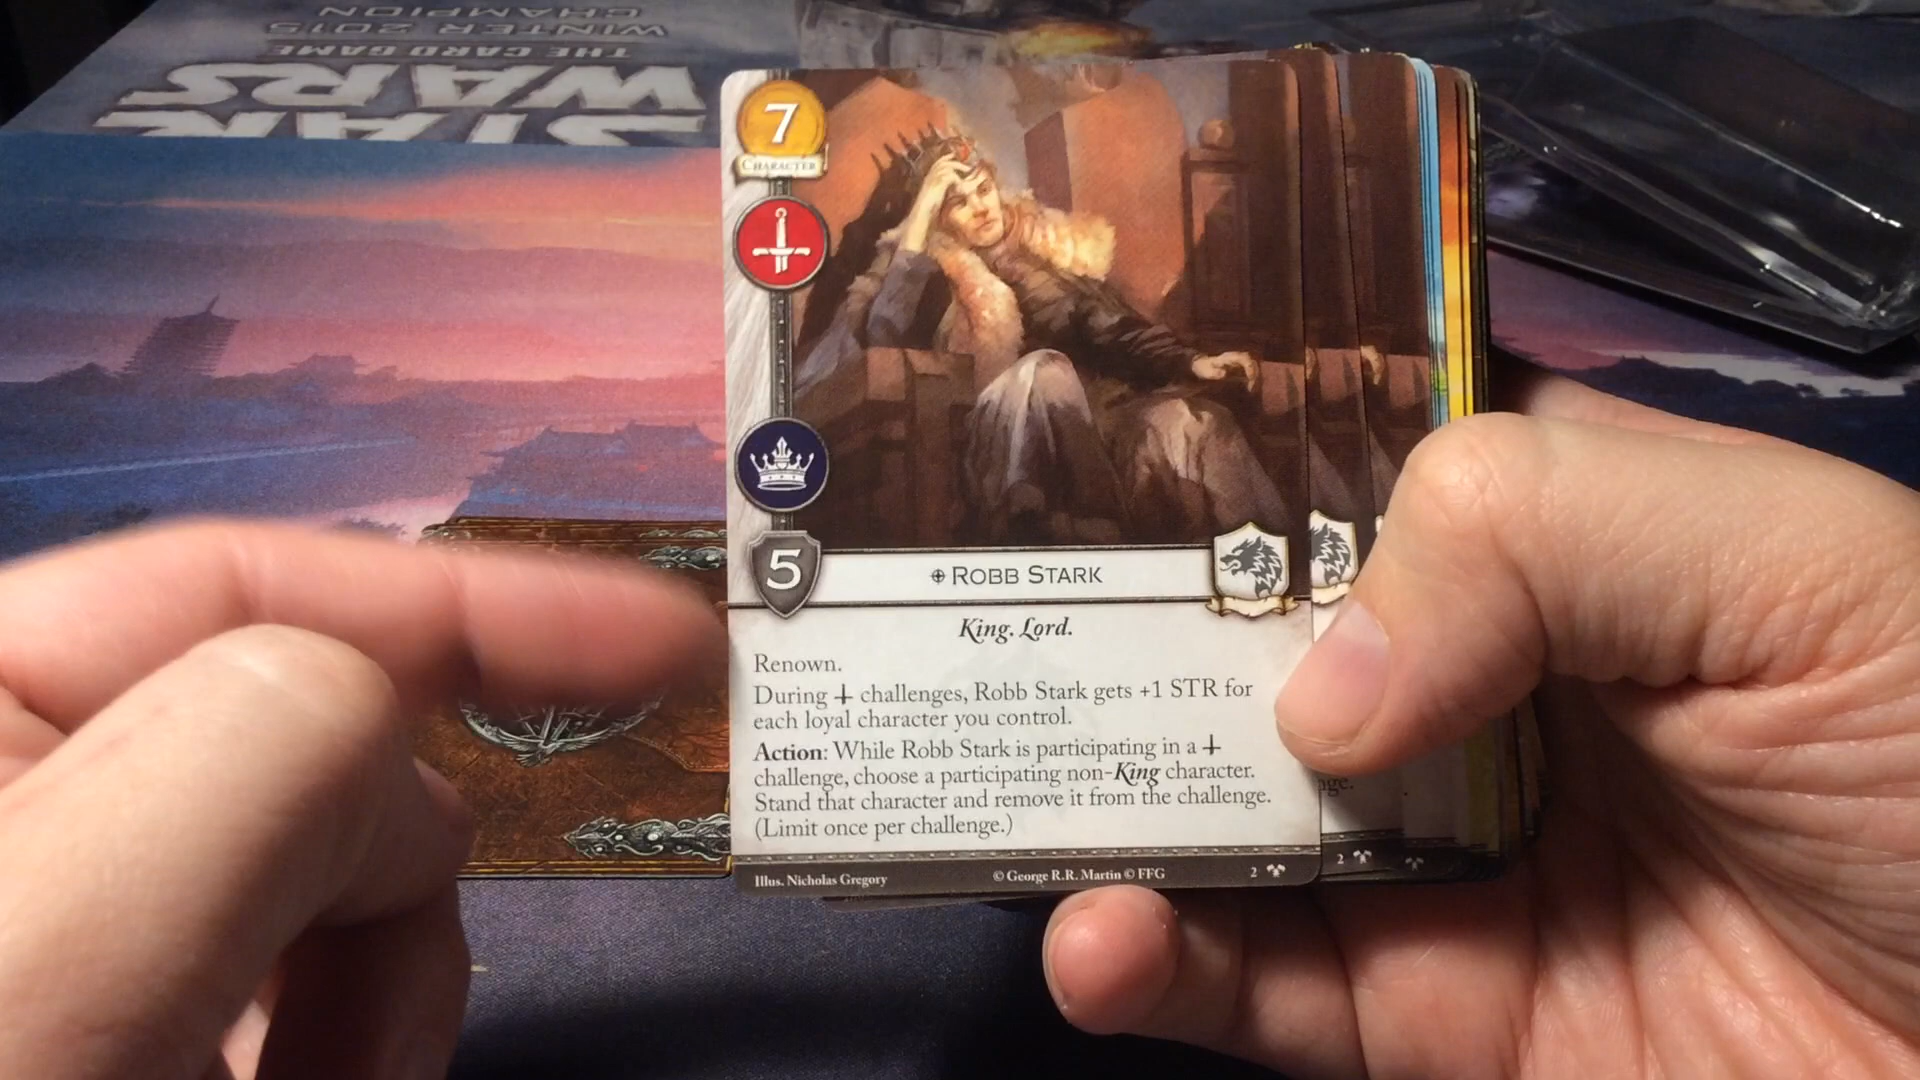 WINTER 2015
CHAMPION
THE CARD GAME
STAR
WARS
7
CHARACTER
5
ROBB STARK
King. Lord.
Renown.
During challenges, Robb Stark gets +1 STR for
each loyal character you control.
Action: While Robb Stark is participating in a
challenge, choose a participating non-King character.
Stand that character and remove it from the challenge.
(Limit once per challenge.)
Illus. Nicholas Gregory
© George R.R. Martin © FFG
2
nge.
2